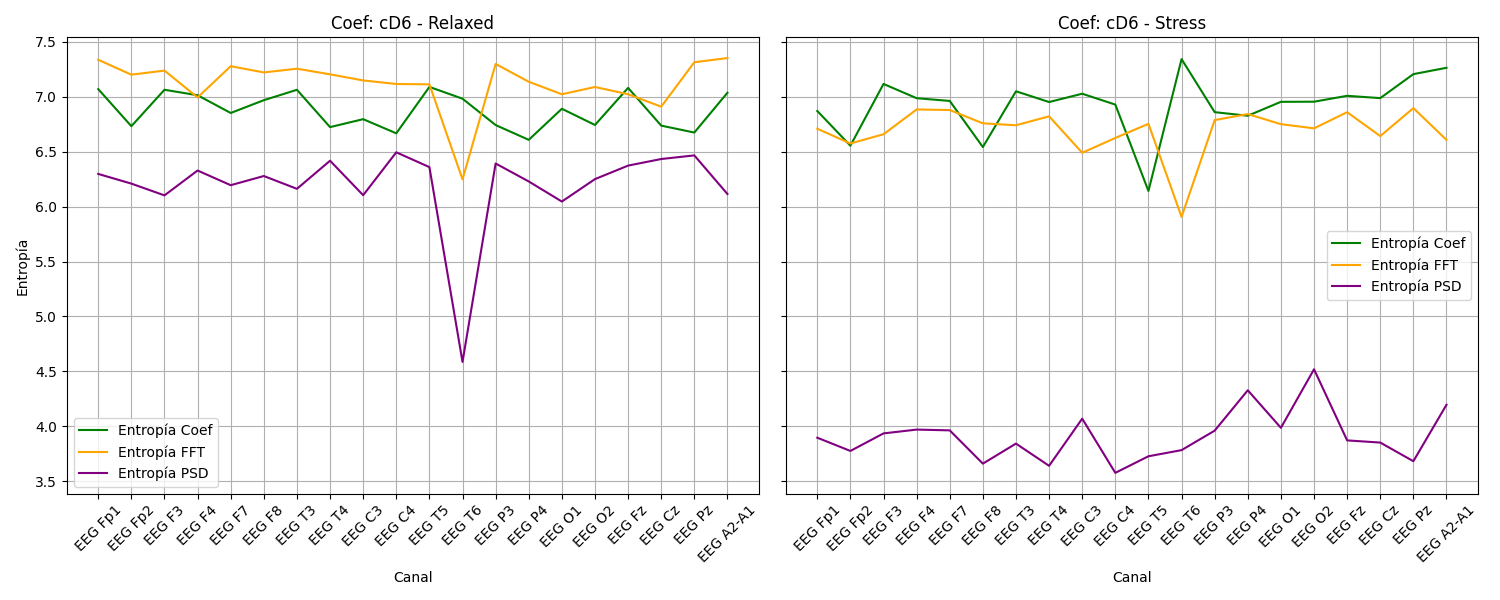 Coef: cD6 - Relaxed
Entropía
7.5
7.0
6.5
6.0
5.5
5.0
4.5
4.0
3.5
Entropía Coef
Entropía FFT
Entropía PSD
EEG Fp1
EEG Fp2
EEG F3
EEG F4
EEG F7
EEG F8
EEG T3
EEG T4
EEG C3
EEG C4
EEG T5
EEG T6
EEG P3
EEG P4
EEG O1
EEG O2
EEG Fz
EEG Cz
EEG Pz
EEG A2-A1
Canal
Coef: cD6 - Stress
Entropía Coef
Entropía FFT
Entropía PSD
EEG Fp1
EEG Fp2
EEG F3
EEG F4
EEG F7
EEG F8
EEG T3
EEG T4
EEG C3
EEG C4
EEG T5
EEG T6
EEG P3
EEG P4
EEG O1
EEG O2
EEG Fz
EEG Cz
EEG Pz
EEG A2-A1
Canal